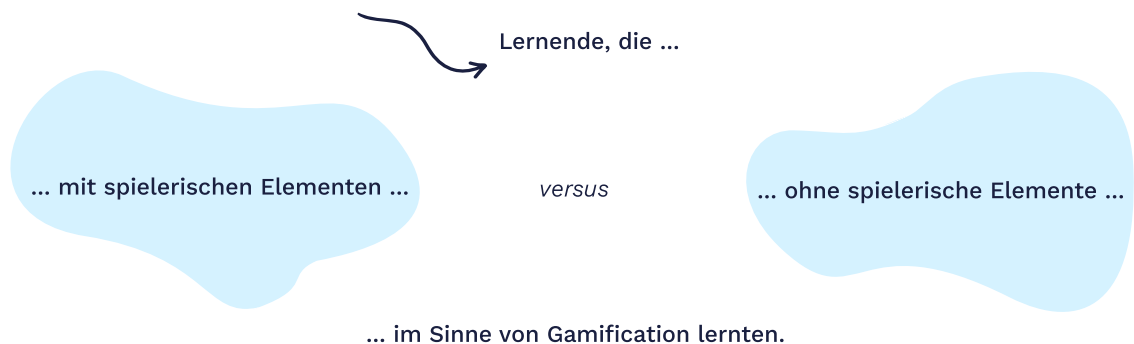 Lernende, die ...
... mit spielerischen Elementen ...
versus
... ohne spielerische Elemente ...
... im Sinne von Gamification lernten.